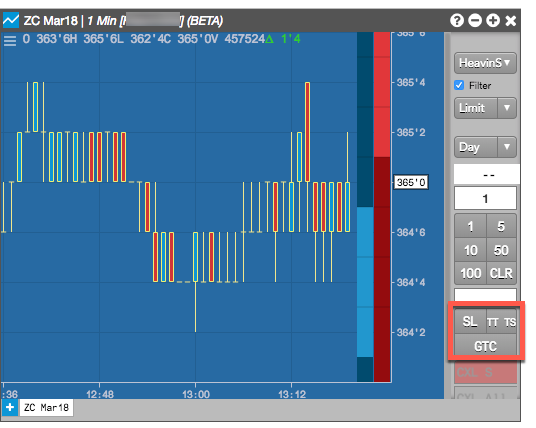 ZC Mar18 | 1 Min [ ] (BETA)
O 363'6H 365'6L 362'4C 365'0V 457524Δ 1'4
365'6
365'4
365'2
365'0
364'6
364'4
364'2
:36 12:48 13:00 13:12
HeavinS
Filter
Limit
Day
--
1
1 5
10 50
100 CLR
SL TT TS
GTC
CXL S
CXL ALL
+ ZC Mar18